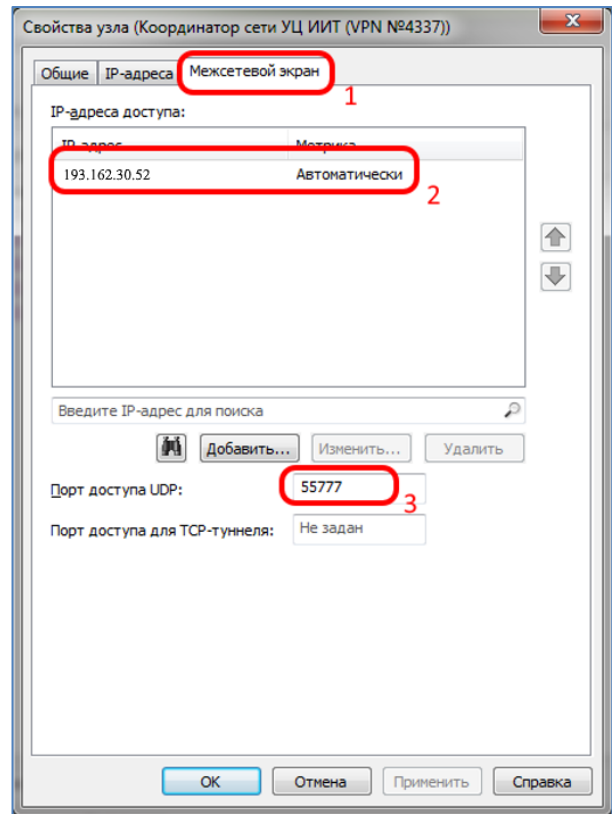 Свойства узла (Координатор сети УЦ ИИТ (VPN №4337))
Общие IP-адреса Межсетевой экран
1
IP-адреса доступа:
IP-адрес Метрика
193.162.30.52 Автоматически
2
Введите IP-адрес для поиска
Добавить... Изменить... Удалить
Порт доступа UDP: 55777
3
Порт доступа для TCP-туннеля: Не задан
ОК Отмена Применить Справка